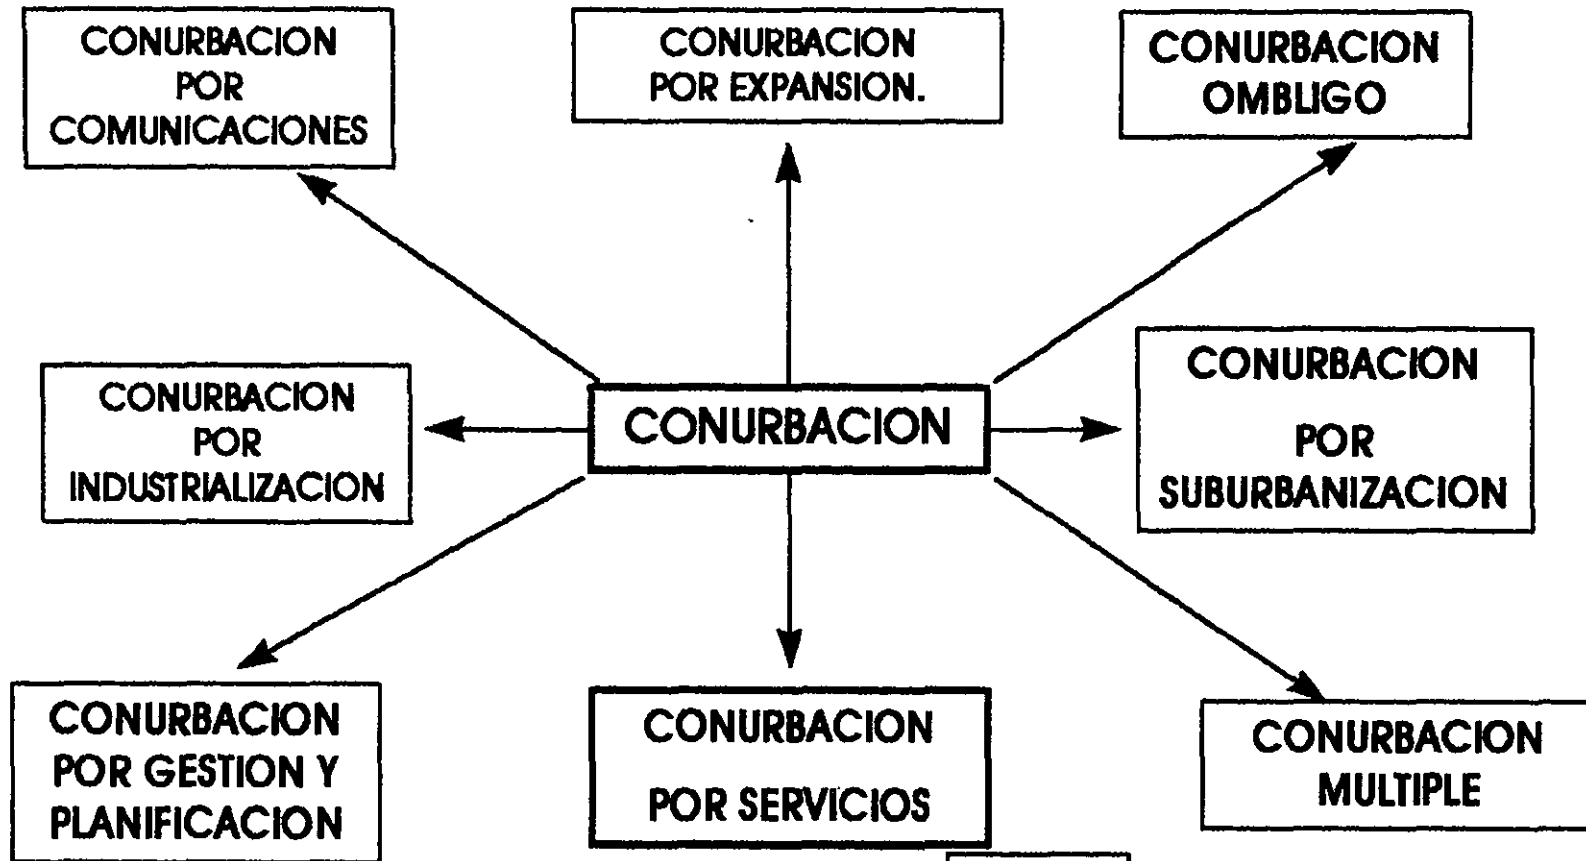 CONURBACION
POR
COMUNICACIONES
CONURBACION
POR EXPANSION.
CONURBACION
OMBLIGO
CONURBACION
POR
INDUSTRIALIZACION
CONURBACION
CONURBACION
POR
SUBURBANIZACION
CONURBACION
POR GESTION Y
PLANIFICACION
CONURBACION
POR SERVICIOS
CONURBACION
MULTIPLE